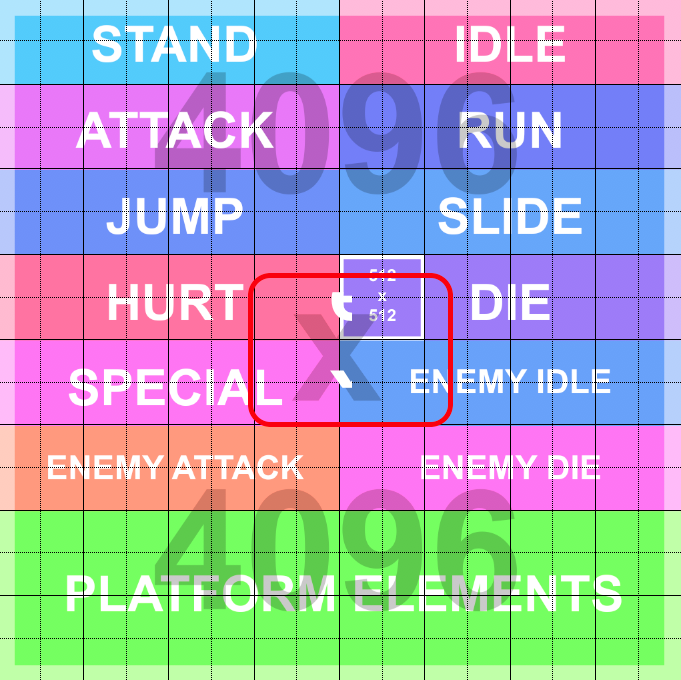 STAND
IDLE
4096
ATTACK
RUN
JUMP
SLIDE
HURT
512
x
512
DIE
x
SPECIAL
ENEMY IDLE
ENEMY ATTACK
ENEMY DIE
4096
PLATFORM ELEMENTS